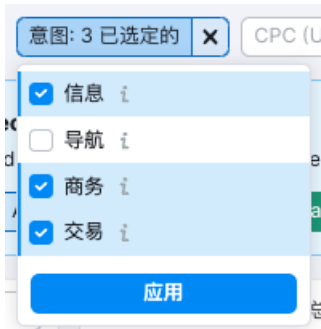 意图: 3 已选定的 ×
CPC (U
信息 i
导航 i
商务 i
交易 i
应用